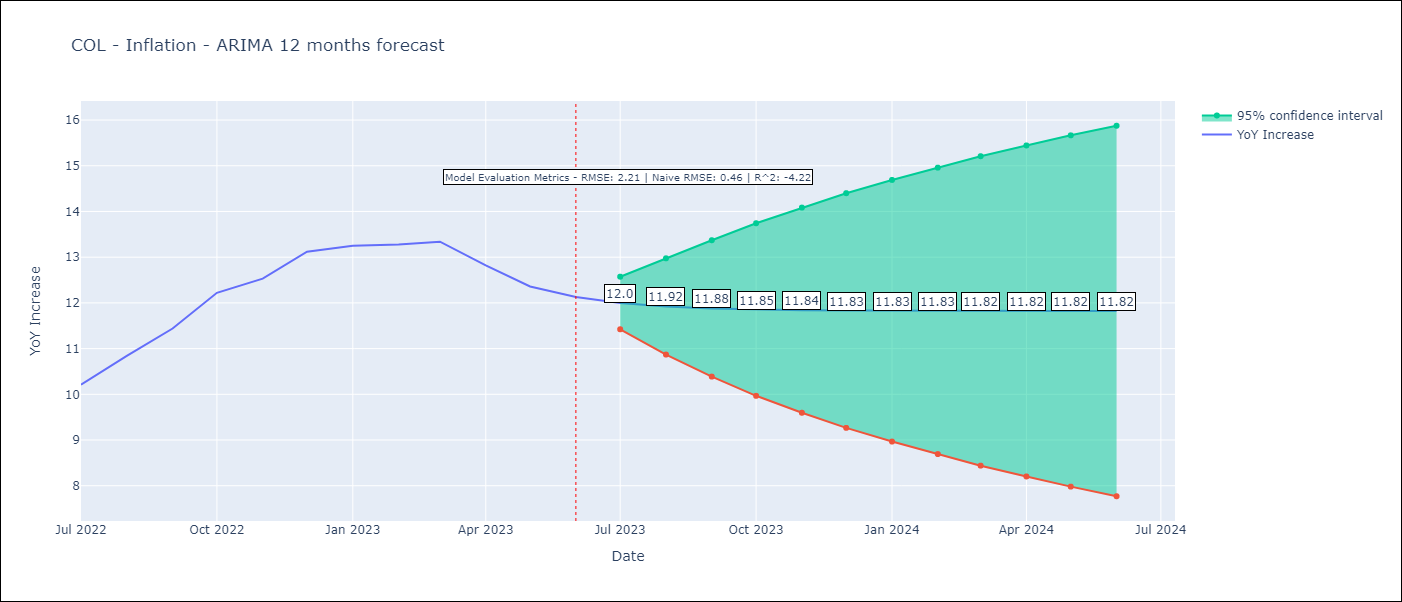 COL - Inflation - ARIMA 12 months forecast
95% confidence interval
YoY Increase
Model Evaluation Metrics - RMSE: 2.21 | Naive RMSE: 0.46 | R^2: -4.22
YoY Increase
16
15
14
13
12
11
10
9
8
12.0 11.92 11.88 11.85 11.84 11.83 11.83 11.83 11.82 11.82 11.82 11.82
Jul 2022 Oct 2022 Jan 2023 Apr 2023 Jul 2023 Oct 2023 Jan 2024 Apr 2024 Jul 2024
Date